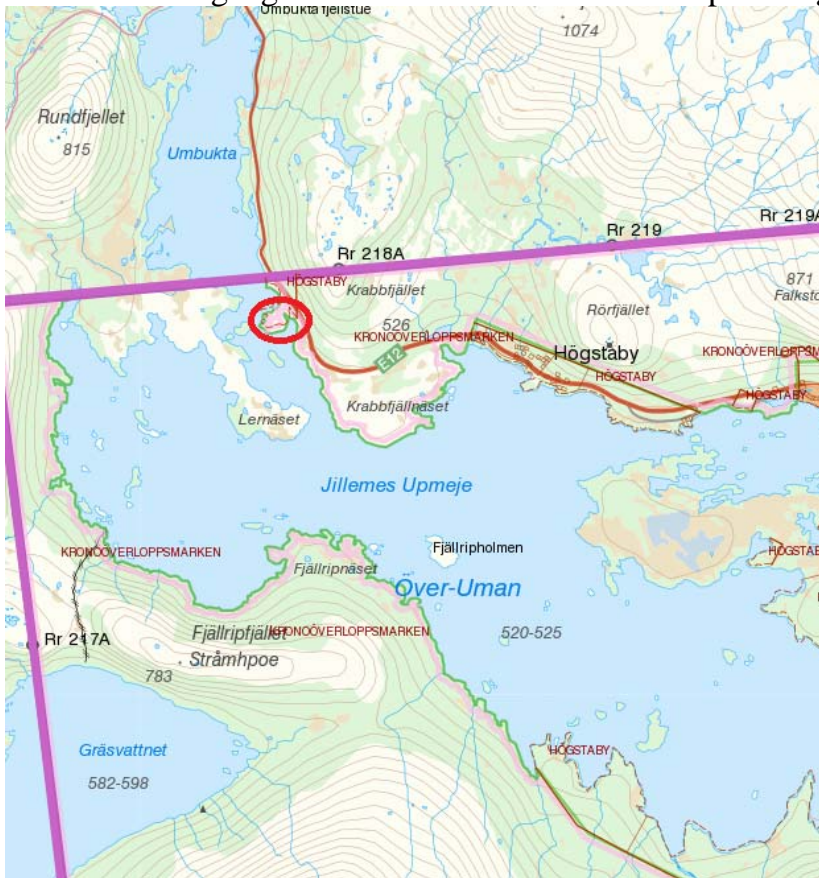 Umbukta fjellstue
1074
Rundfjellet
815
Umbukta
Rr 219A
Rr 219
Rr 218A
HÖGSTABY
Krabbfjället
871
Rörfjället
526
KRONOÖVERLOPPSMARKEN
Högstaby
KRONOÖVERLOPPSM
E12
HÖGSTABY
HÖGSTABY
Krabbfjällnäset
Lernäset
Jillemes Upmeje
Fjällripholmen
KRONOÖVERLOPPSMARKEN
HÖGSTAB
Fjällripnäset
Över-Uman
Fjällripfjället
KRONOÖVERLOPPSMARKEN
520-525
Rr 217A
Stråmhpoe
783
Gräsvattnet
HÖGSTABY
582-598